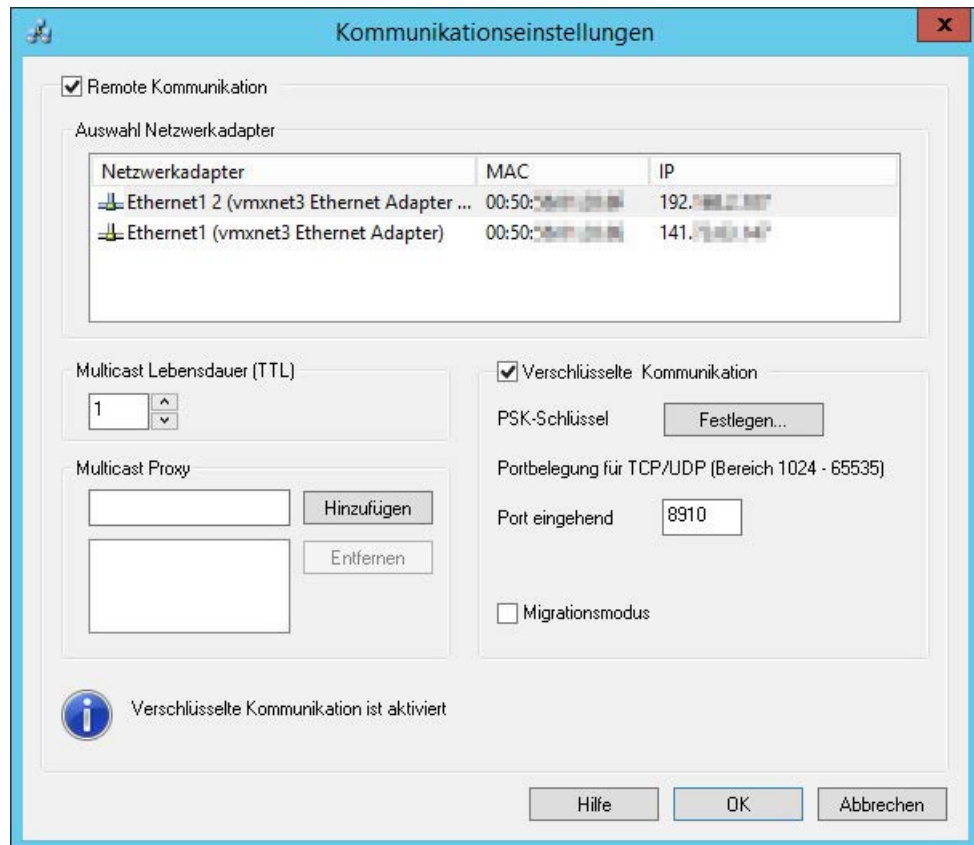 Kommunikationseinstellungen
x
Remote Kommunikation
Auswahl Netzwerkadapter
Netzwerkadapter MAC IP
Ethernet1 2 (vmxnet3 Ethernet Adapter ... 00:50: 192.
Ethernet1 (vmxnet3 Ethernet Adapter) 00:50: 141.
Multicast Lebensdauer (TTL)
1
Multicast Proxy
Hinzufügen
Entfernen
Verschlüsselte Kommunikation
PSK-Schlüssel Festlegen...
Portbelegung für TCP/UDP (Bereich 1024 - 65535)
Port eingehend 8910
Migrationsmodus
Verschlüsselte Kommunikation ist aktiviert
Hilfe OK Abbrechen